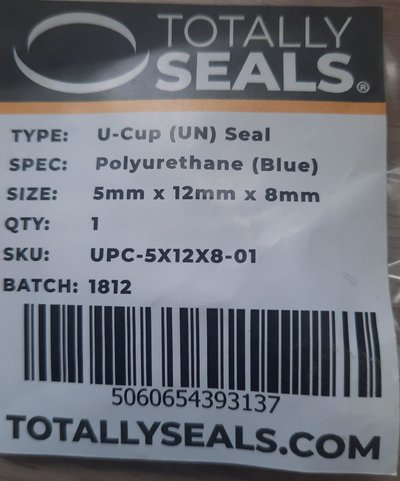 TOTALLY
SEALS®
TYPE: U-Cup (UN) Seal
SPEC: Polyurethane (Blue)
SIZE: 5mm x 12mm x 8mm
QTY: 1
SKU: UPC-5X12X8-01
BATCH: 1812
5060654393137
TOTALLYSEALS.COM